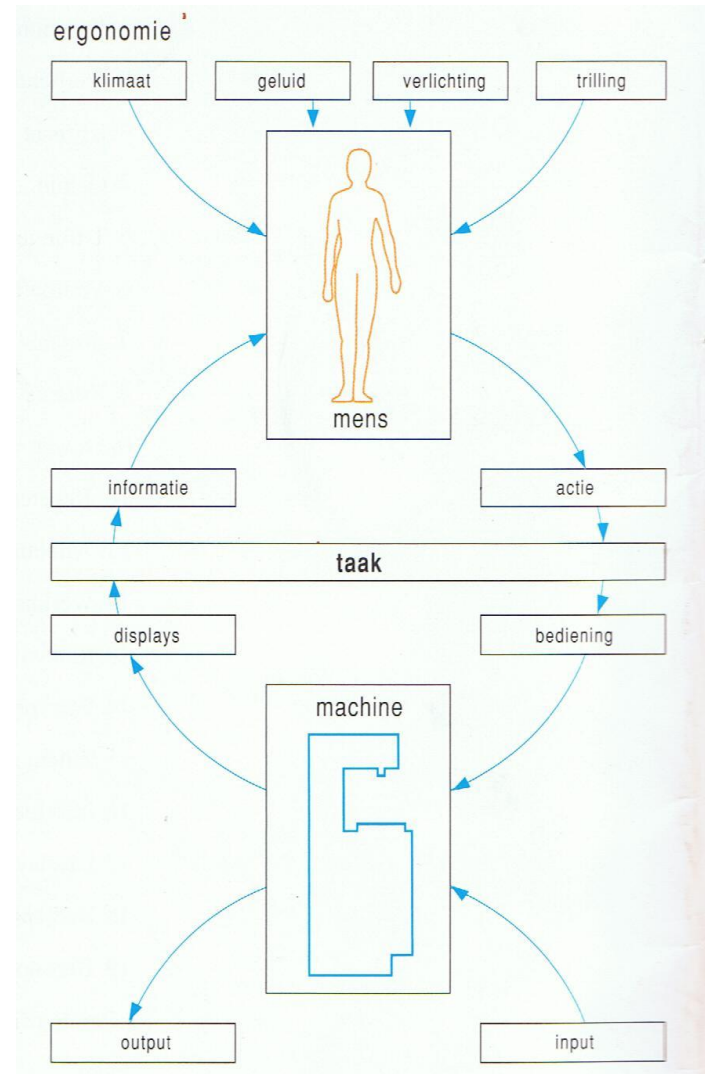 ergonomie
klimaat
geluid
verlichting
trilling
mens
informatie
actie
taak
displays
bediening
machine
output
input